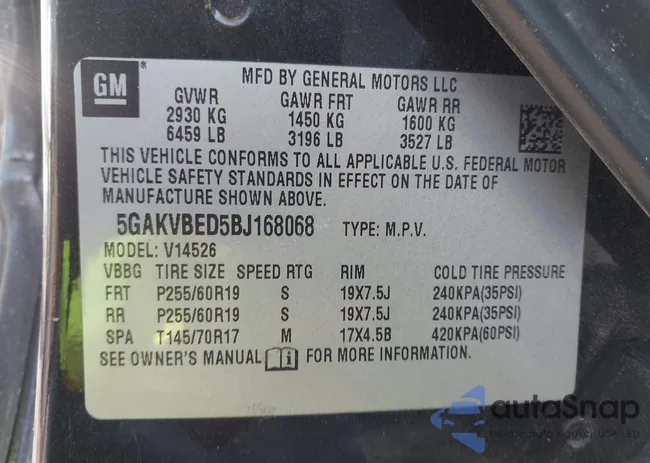 GM
MFD BY GENERAL MOTORS LLC
GVWR GAWR FRT GAWR RR
2930 KG 1450 KG 1600 KG
6459 LB 3196 LB 3527 LB
THIS VEHICLE CONFORMS TO ALL APPLICABLE U.S. FEDERAL MOTOR
VEHICLE SAFETY STANDARDS IN EFFECT ON THE DATE OF
MANUFACTURE SHOWN ABOVE.
5GAKVBED5BJ168068 TYPE: M.P.V.
MODEL: V14526
VBBG TIRE SIZE SPEED RTG RIM COLD TIRE PRESSURE
FRT P255/60R19 S 19X7.5J 240KPA(35PSI)
RR P255/60R19 S 19X7.5J 240KPA(35PSI)
SPA T145/70R17 M 17X4.5B 420KPA(60PSI)
SEE OWNER'S MANUAL i FOR MORE INFORMATION.
autoSnap
USA / EU